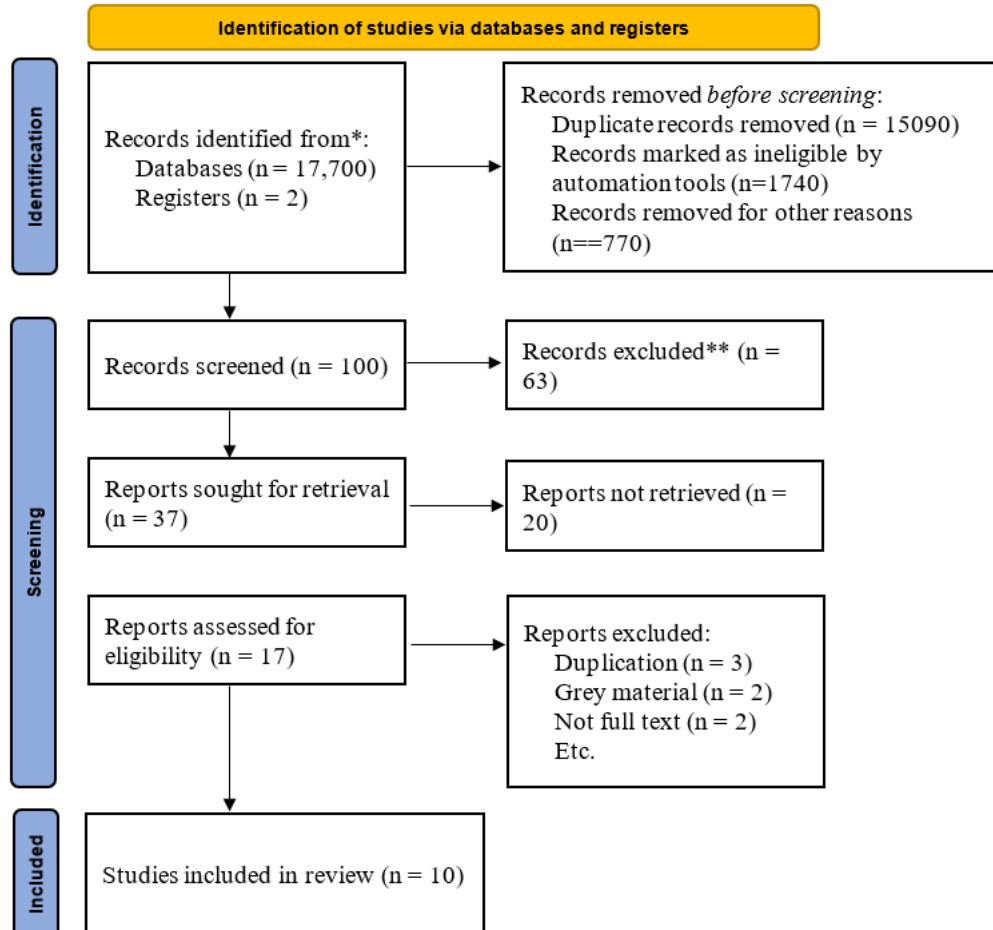 Identification of studies via databases and registers
Identification
Records identified from*:
Databases (n = 17,700)
Registers (n = 2)
Records removed before screening:
Duplicate records removed (n = 15090)
Records marked as ineligible by
automation tools (n=1740)
Records removed for other reasons
(n==770)
Screening
Records screened (n = 100)
Records excluded** (n =
63)
Reports sought for retrieval
(n = 37)
Reports not retrieved (n =
20)
Reports assessed for
eligibility (n = 17)
Reports excluded:
Duplication (n = 3)
Grey material (n = 2)
Not full text (n = 2)
Etc.
Included
Studies included in review (n = 10)